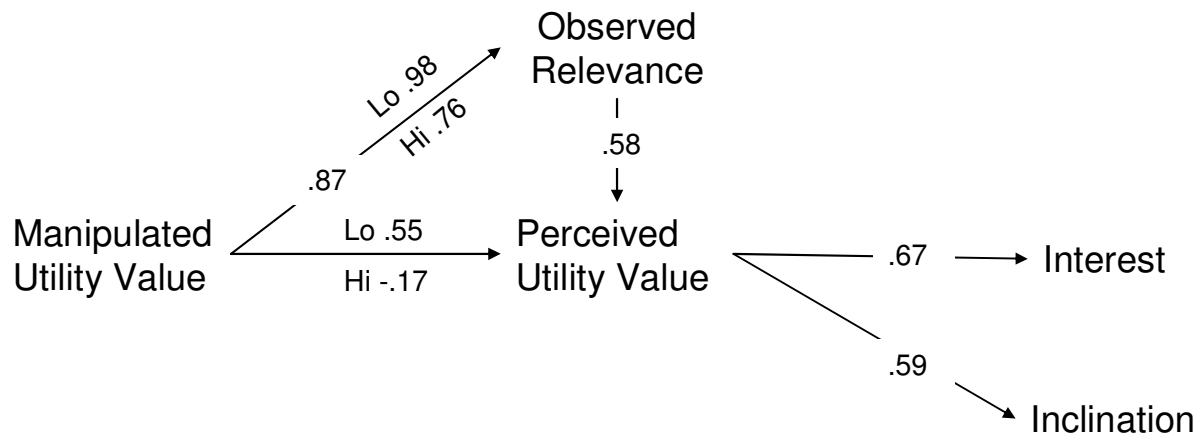 Observed
Relevance
Lo .98
Hi .76
.87
.58
Manipulated
Utility Value
Lo .55
Hi -.17
Perceived
Utility Value
.67
Interest
.59
Inclination